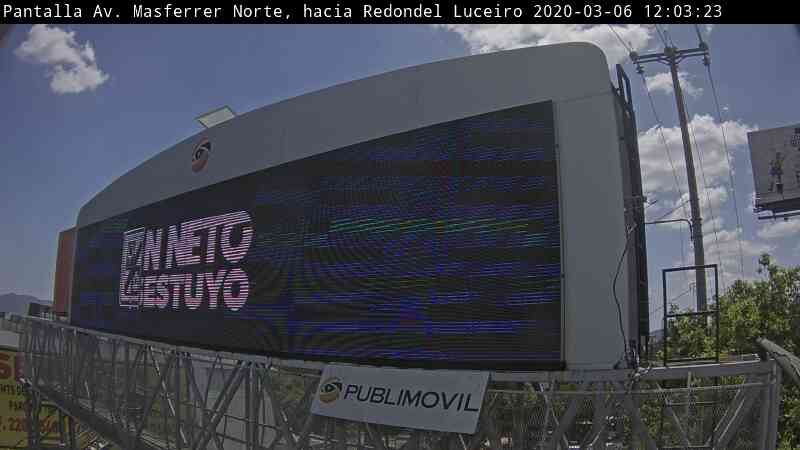 Pantalla Av. Masferrer Norte, hacia Redondel Luceiro 2020-03-06 12:03:23
N NETO
ESTUYO
PUBLIMOVIL